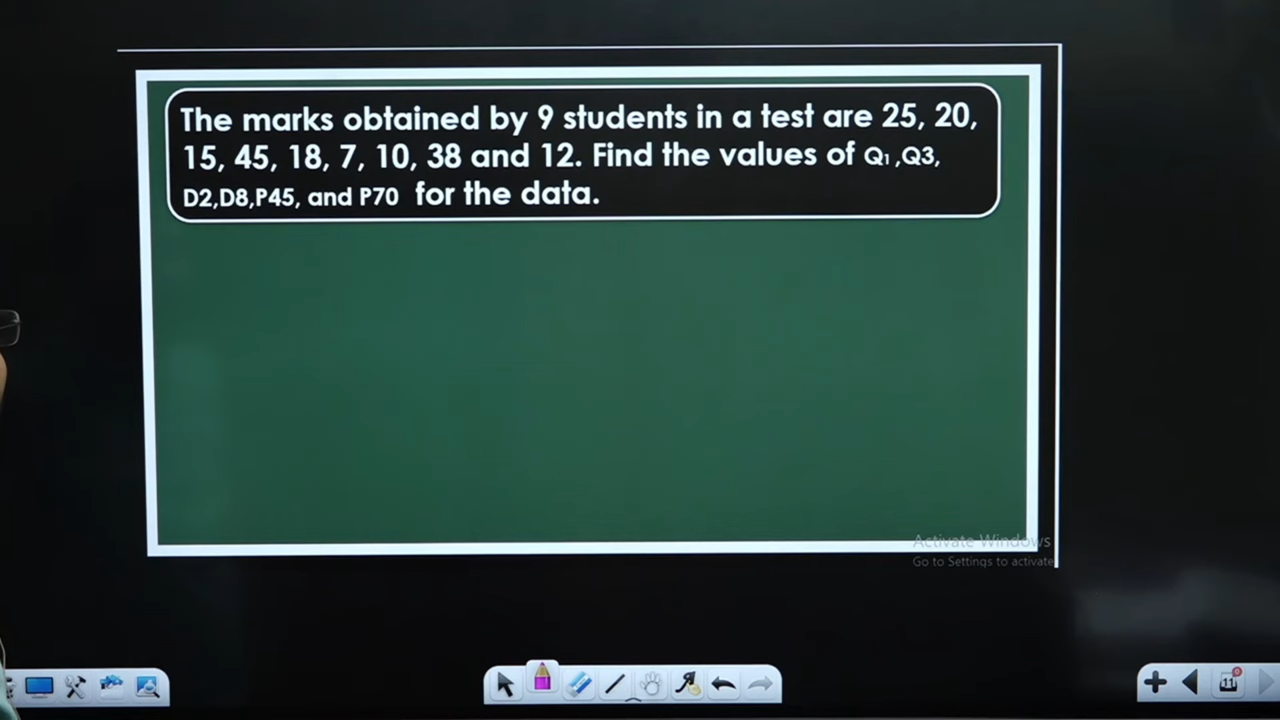 The marks obtained by 9 students in a test are 25, 20,
15, 45, 18, 7, 10, 38 and 12. Find the values of Q1 ,Q3,
D2,D8,P45, and P70 for the data.
Activate Windows
Go to Settings to activate
11